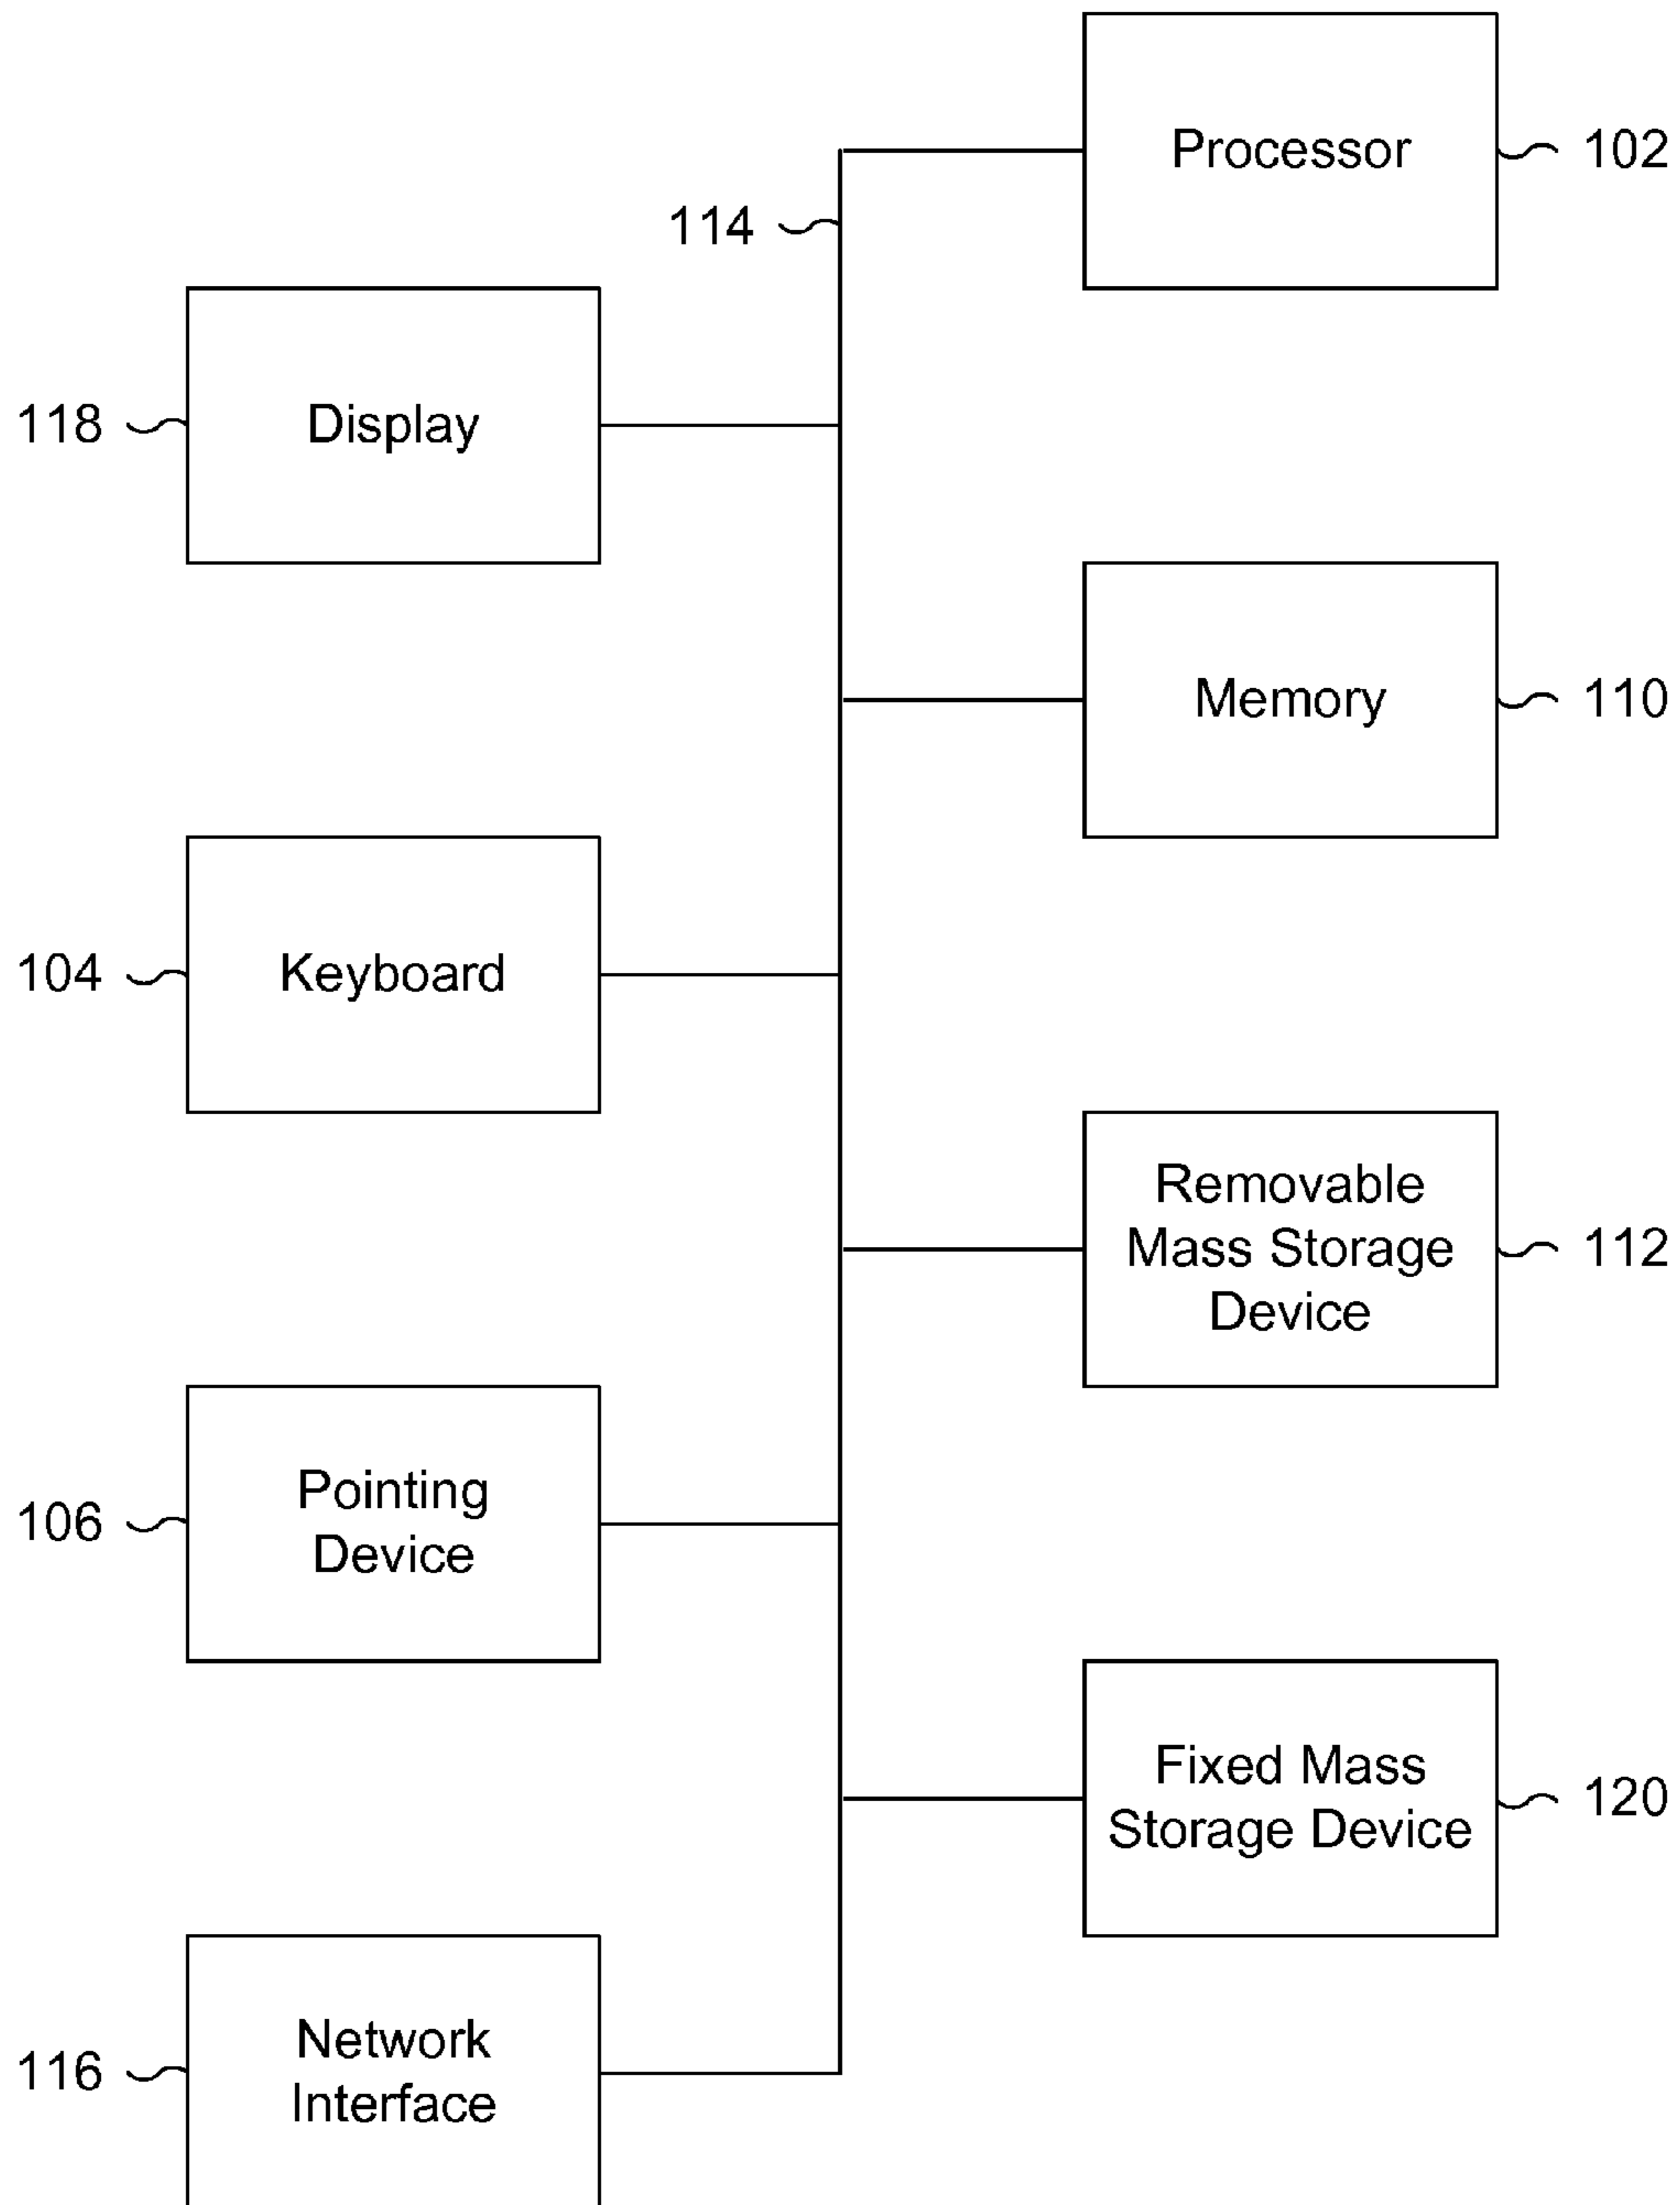 Processor
102
114
118
Display
Memory
110
104
Keyboard
Removable
Mass Storage
Device
112
106
Pointing
Device
Fixed Mass
Storage Device
120
116
Network
Interface